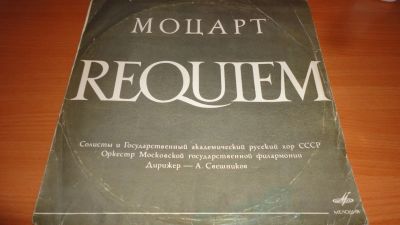 МОЦАРТ
REQUIEM
Солисты и Государственный академический русский хор СССР
Оркестр Московской государственной филармонии
Дирижер — А. Свешников
МЕЛОДИЯ